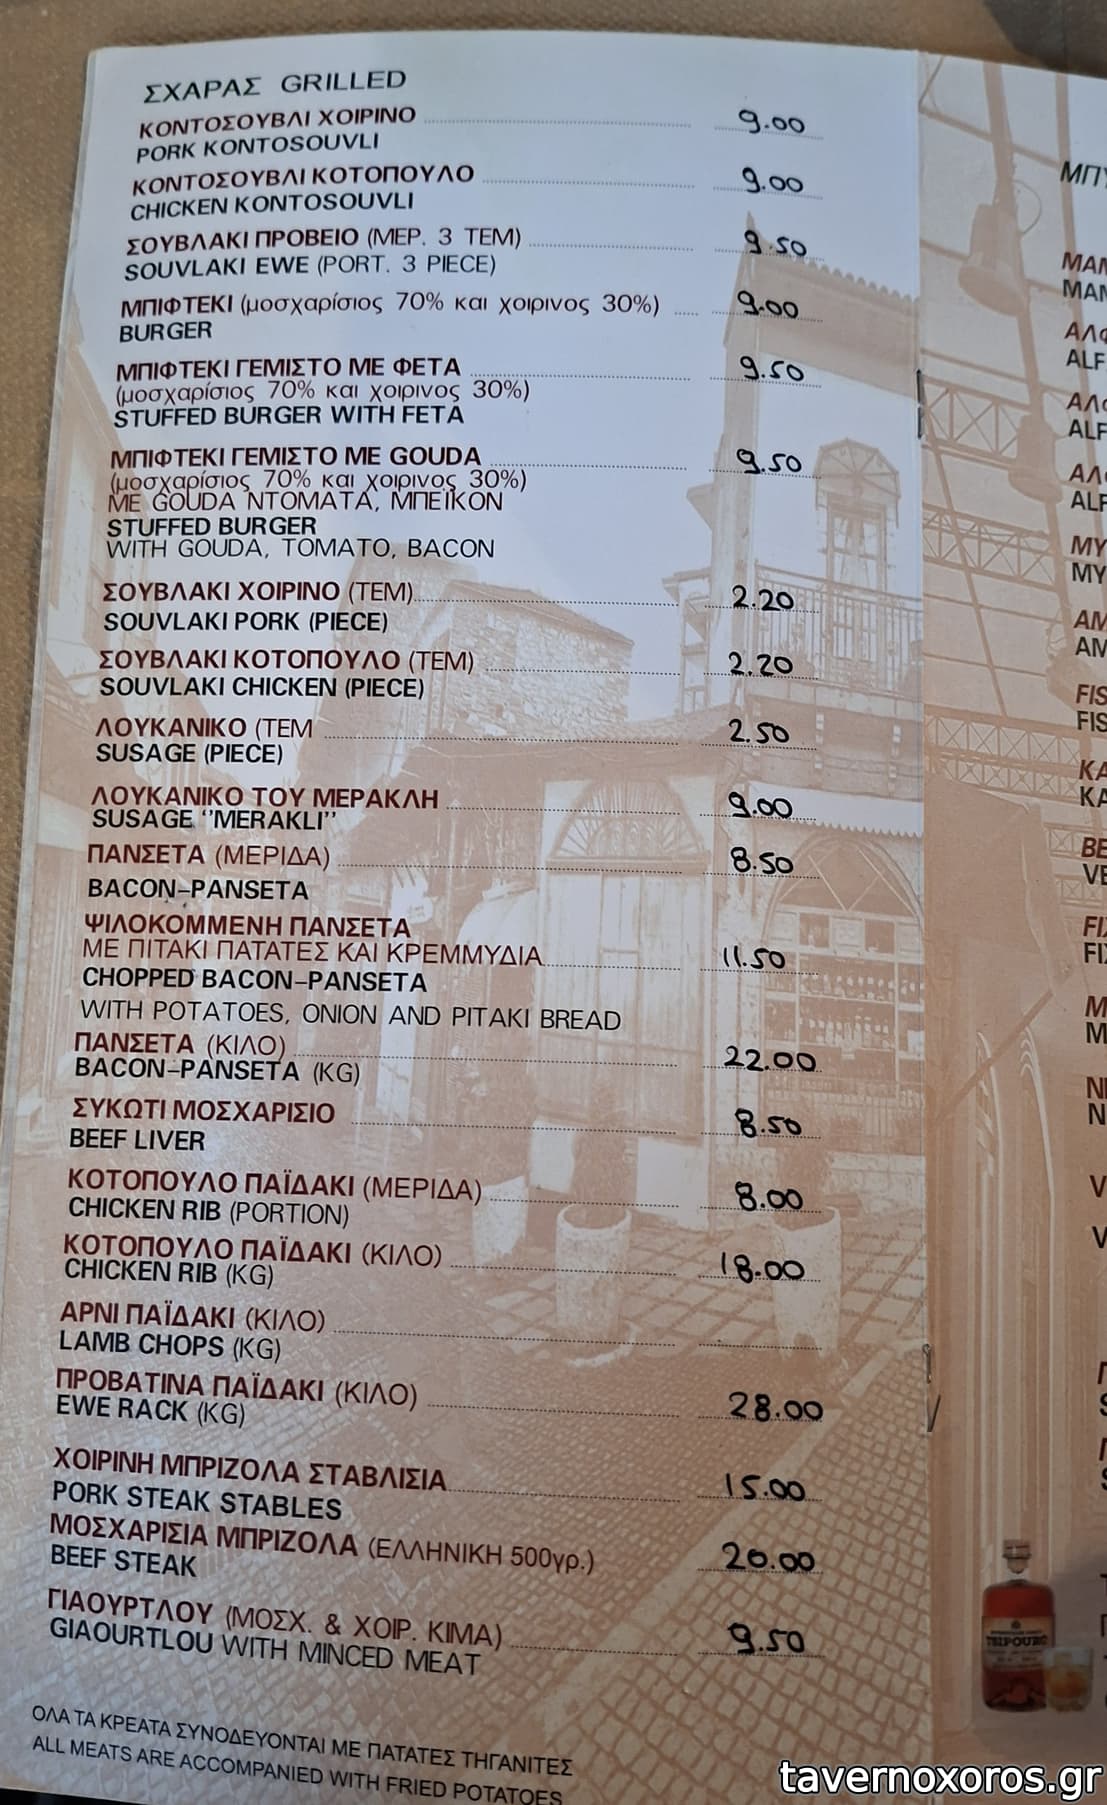 ΣΧΑΡΑΣ GRILLED
ΚΟΝΤΟΣΟΥΒΛΙ ΧΟΙΡΙΝΟ 9.00
PORK KONTOSOUVLI
ΚΟΝΤΟΣΟΥΒΛΙ ΚΟΤΟΠΟΥΛΟ 9.00
CHICKEN KONTOSOUVLI
ΣΟΥΒΛΑΚΙ ΠΡΟΒΕΙΟ (ΜΕΡ. 3 ΤΕΜ) 9.50
SOUVLAKI EWE (PORT. 3 PIECE)
ΜΠΙΦΤΕΚΙ (μοσχαρίσιος 70% και χοιρινος 30%) 9.00
BURGER
ΜΠΙΦΤΕΚΙ ΓΕΜΙΣΤΟ ΜΕ ΦΕΤΑ 9.50
(μοσχαρίσιος 70% και χοιρινος 30%)
STUFFED BURGER WITH FETA
ΜΠΙΦΤΕΚΙ ΓΕΜΙΣΤΟ ΜΕ GOUDA 9.50
(μοσχαρίσιος 70% και χοιρινος 30%)
ΜΕ GOUDA ΝΤΟΜΑΤΑ, ΜΠΕΪΚΟΝ
STUFFED BURGER
WITH GOUDA, TOMATO, BACON
ΣΟΥΒΛΑΚΙ ΧΟΙΡΙΝΟ (ΤΕΜ) 2.20
SOUVLAKI PORK (PIECE)
ΣΟΥΒΛΑΚΙ ΚΟΤΟΠΟΥΛΟ (ΤΕΜ) 2.20
SOUVLAKI CHICKEN (PIECE)
ΛΟΥΚΑΝΙΚΟ (ΤΕΜ 2.50
SUSAGE (PIECE)
ΛΟΥΚΑΝΙΚΟ ΤΟΥ ΜΕΡΑΚΛΗ 9.00
SUSAGE ''MERAKLI''
ΠΑΝΣΕΤΑ (ΜΕΡΙΔΑ) 8.50
BACON-PANSETA
ΨΙΛΟΚΟΜΜΕΝΗ ΠΑΝΣΕΤΑ
ΜΕ ΠΙΤΑΚΙ ΠΑΤΑΤΕΣ ΚΑΙ ΚΡΕΜΜΥΔΙΑ 11.50
CHOPPED BACON-PANSETA
WITH POTATOES, ONION AND PITAKI BREAD
ΠΑΝΣΕΤΑ (ΚΙΛΟ) 22.00
BACON-PANSETA (KG)
ΣΥΚΩΤΙ ΜΟΣΧΑΡΙΣΙΟ 8.50
BEEF LIVER
ΚΟΤΟΠΟΥΛΟ ΠΑΪΔΑΚΙ (ΜΕΡΙΔΑ) 8.00
CHICKEN RIB (PORTION)
ΚΟΤΟΠΟΥΛΟ ΠΑΪΔΑΚΙ (ΚΙΛΟ) 18.00
CHICKEN RIB (KG)
ΑΡΝΙ ΠΑΪΔΑΚΙ (ΚΙΛΟ)
LAMB CHOPS (KG)
ΠΡΟΒΑΤΙΝΑ ΠΑΪΔΑΚΙ (ΚΙΛΟ) 28.00
EWE RACK (KG)
ΧΟΙΡΙΝΗ ΜΠΡΙΖΟΛΑ ΣΤΑΒΛΙΣΙΑ 15.00
PORK STEAK STABLES
ΜΟΣΧΑΡΙΣΙΑ ΜΠΡΙΖΟΛΑ (ΕΛΛΗΝΙΚΗ 500γρ.) 20.00
BEEF STEAK
ΓΙΑΟΥΡΤΛΟΥ (ΜΟΣΧ. & ΧΟΙΡ. ΚΙΜΑ) 9.50
GIAOURTLOU WITH MINCED MEAT
ΟΛΑ ΤΑ ΚΡΕΑΤΑ ΣΥΝΟΔΕΥΟΝΤΑΙ ΜΕ ΠΑΤΑΤΕΣ ΤΗΓΑΝΙΤΕΣ
ALL MEATS ARE ACCOMPANIED WITH FRIED POTATOES
TSIPOURO
tavernoxoros.gr